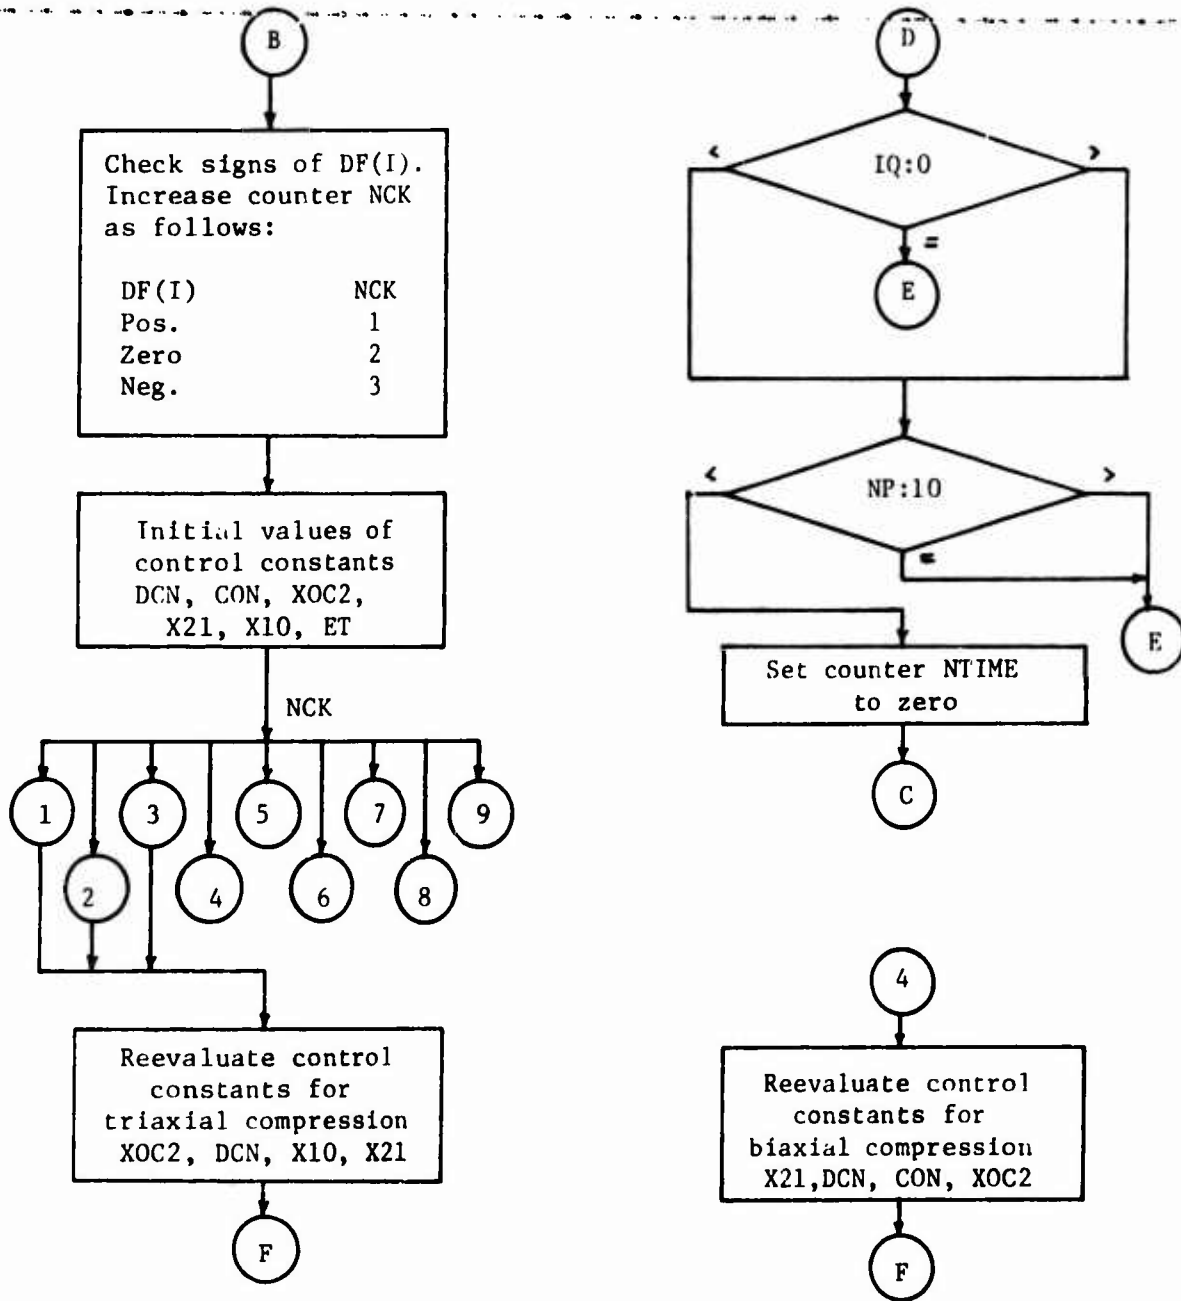 B
Check signs of DF(I).
Increase counter NCK
as follows:
DF(I) NCK
Pos. 1
Zero 2
Neg. 3
Initial values of
control constants
DCN, CON, XOC2,
X21, X10, ET
NCK
1 3 5 7 9
2 4 6 8
Reevaluate control
constants for
triaxial compression
XOC2, DCN, X10, X21
F
D
< IQ:0 >
=
E
< NP:10 >
=
E
Set counter NTIME
to zero
C
4
Reevaluate control
constants for
biaxial compression
X21,DCN, CON, XOC2
F